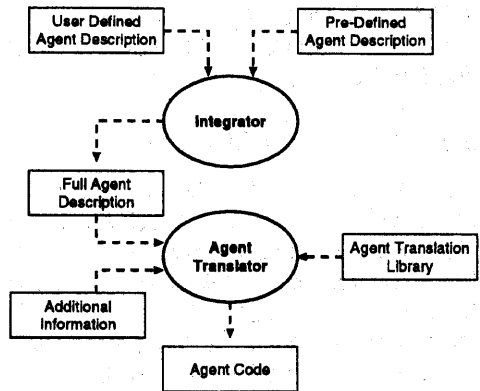 User Defined
Agent Description
Pre-Defined
Agent Description
Integrator
Full Agent
Description
Agent
Translator
Agent Translation
Library
Additional
Information
Agent Code